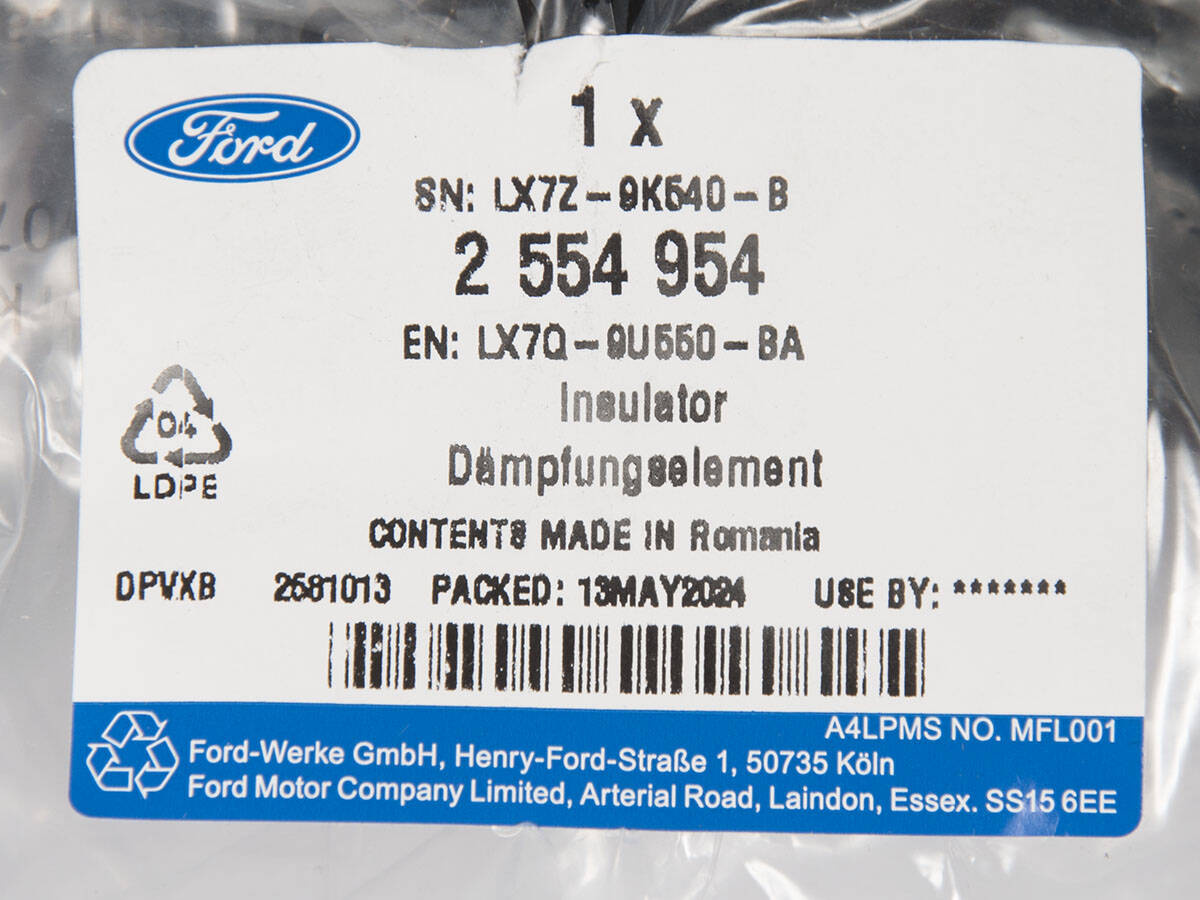 Ford
1 x
SN: LX7Z-9K540-B
2 554 954
EN: LX7Q-9U550-BA
Insulator
Dämpfungselement
04
LDPE
CONTENTS MADE IN Romania
DPVXB 2581013 PACKED: 13MAY2024 USE BY: *******
A4LPMS NO. MFL001
Ford-Werke GmbH, Henry-Ford-Straße 1, 50735 Köln
Ford Motor Company Limited, Arterial Road, Laindon, Essex. SS15 6EE